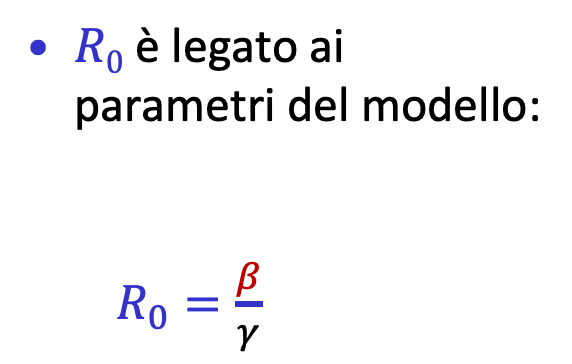 • R₀ è legato ai
parametri del modello:
R₀ = β/γ